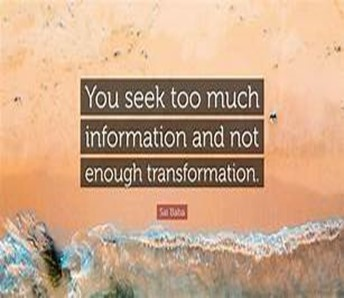 You seek too much
information and not
enough transformation.
Sai Baba